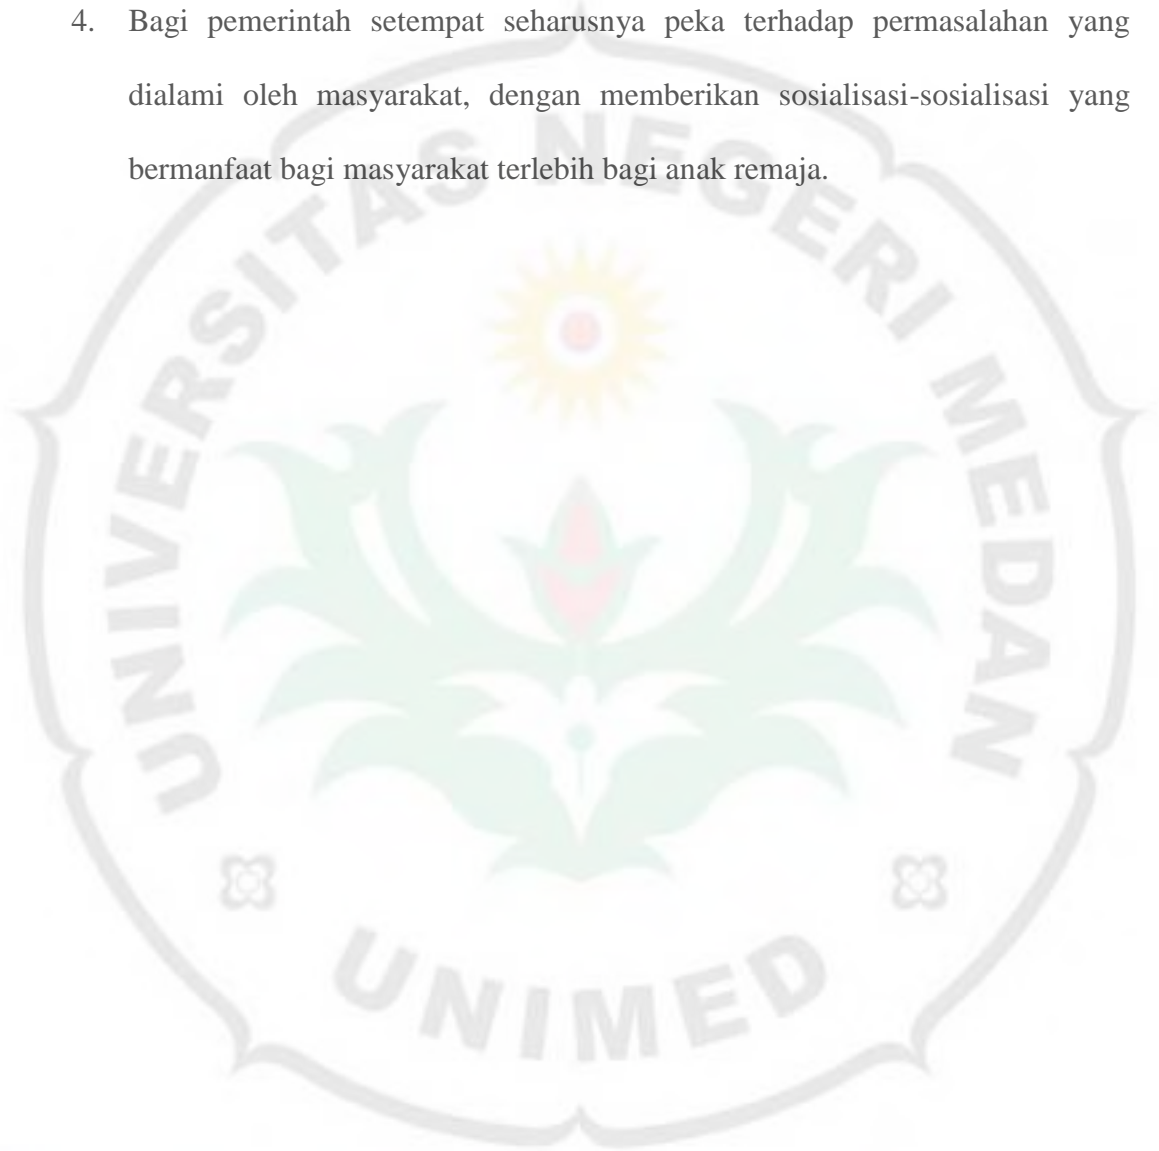 4. Bagi pemerintah setempat seharusnya peka terhadap permasalahan yang
dialami oleh masyarakat, dengan memberikan sosialisasi-sosialisasi yang
bermanfaat bagi masyarakat terlebih bagi anak remaja.
UNIVERSITAS NEGERI MEDAN
UNIMED